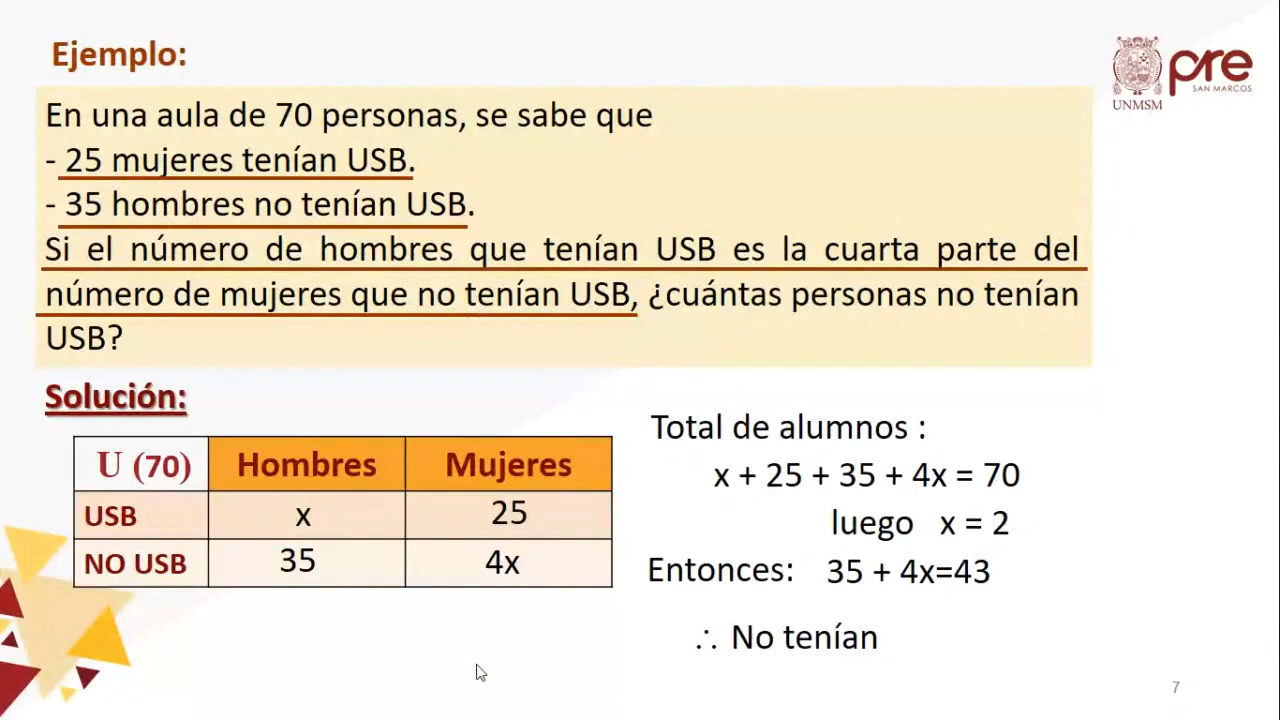 Ejemplo:
UNMSM
pre
SAN MARCOS
En una aula de 70 personas, se sabe que
- 25 mujeres tenían USB.
- 35 hombres no tenían USB.
Si el número de hombres que tenían USB es la cuarta parte del
número de mujeres que no tenían USB, ¿cuántas personas no tenían
USB?
Solución:
U (70) Hombres Mujeres
USB x 25
NO USB 35 4x
Total de alumnos :
x + 25 + 35 + 4x = 70
luego x = 2
Entonces: 35 + 4x=43
∴ No tenían
7